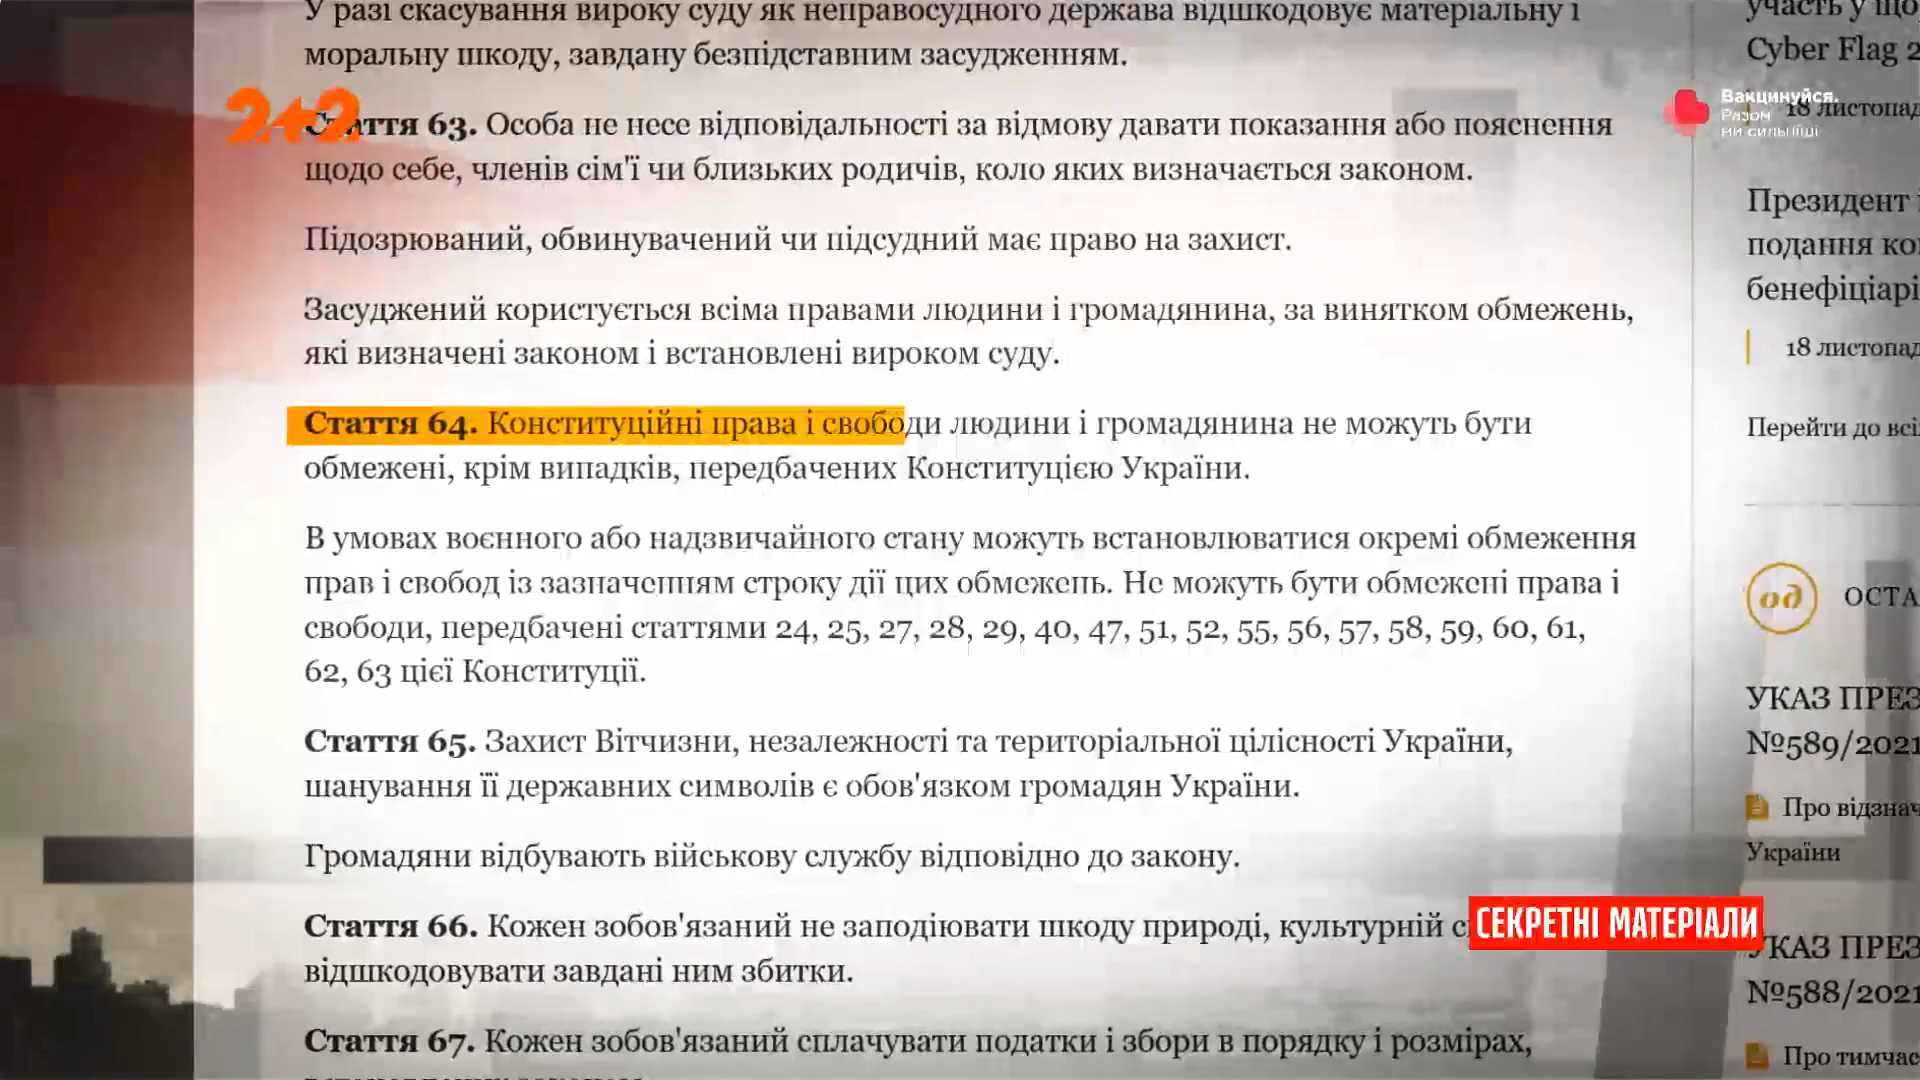 У разі скасування вироку суду як неправосудного держава відшкодовує матеріальну і
моральну шкоду, завдану безпідставним засудженням.
2+2
Стаття 63. Особа не несе відповідальності за відмову давати показання або пояснення
щодо себе, членів сім'ї чи близьких родичів, коло яких визначається законом.
Підозрюваний, обвинувачений чи підсудний має право на захист.
Засуджений користується всіма правами людини і громадянина, за винятком обмежень,
які визначені законом і встановлені вироком суду.
Стаття 64. Конституційні права і свободи людини і громадянина не можуть бути
обмежені, крім випадків, передбачених Конституцією України.
В умовах воєнного або надзвичайного стану можуть встановлюватися окремі обмеження
прав і свобод із зазначенням строку дії цих обмежень. Не можуть бути обмежені права і
свободи, передбачені статтями 24, 25, 27, 28, 29, 40, 47, 51, 52, 55, 56, 57, 58, 59, 60, 61,
62, 63 цієї Конституції.
Стаття 65. Захист Вітчизни, незалежності та територіальної цілісності України,
шанування її державних символів є обов'язком громадян України.
Громадяни відбувають військову службу відповідно до закону.
Стаття 66. Кожен зобов'язаний не заподіювати шкоду природі, культурній
відшкодовувати завдані ним збитки.
Стаття 67. Кожен зобов'язаний сплачувати податки і збори в порядку і розмірах,
участь у
Cyber Flag
Вакцинуйся.
Разом
ми сильніші
18 листопад
Президент
подання
бенефіціарі
18 листопад
Перейти до всі
од ОСТА
УКАЗ ПРЕЗ
№589/2021
Про відзнач
України
СЕКРЕТНІ МАТЕРІАЛИ
УКАЗ ПРЕЗ
№588/2021
Про тимчас